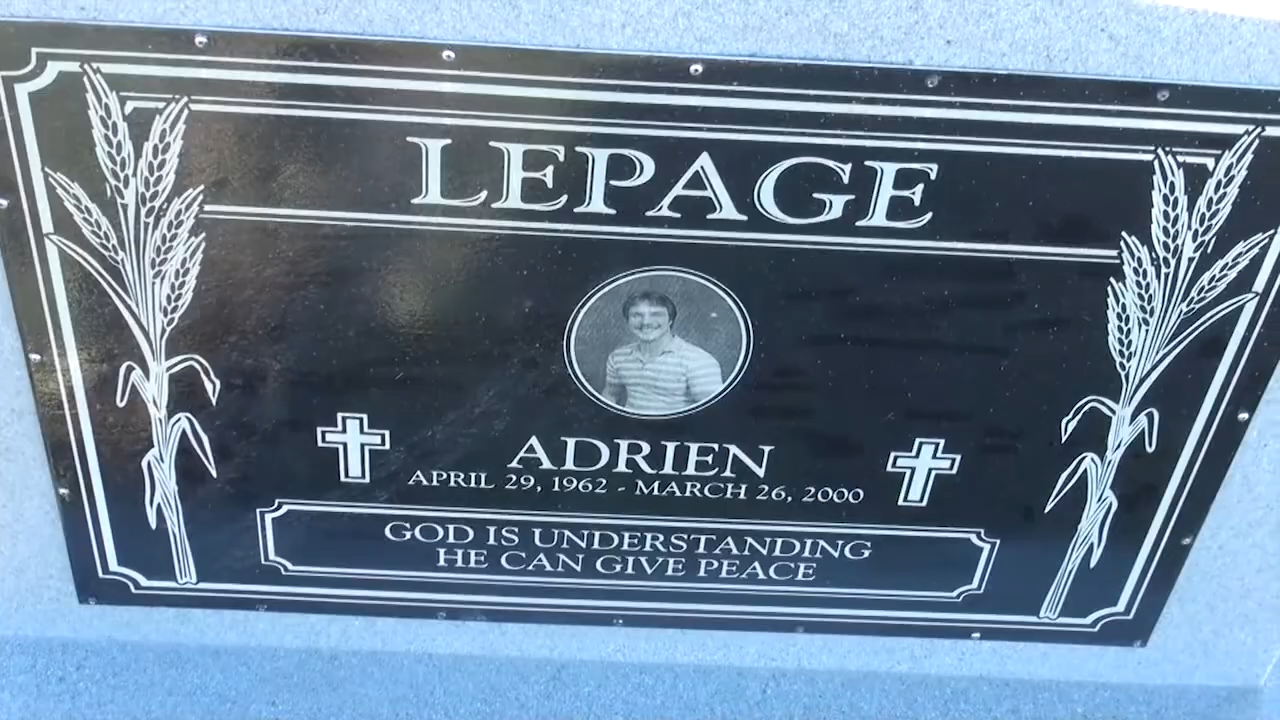 LEPAGE
ADRIEN
APRIL 29, 1962 - MARCH 26, 2000
GOD IS UNDERSTANDING
HE CAN GIVE PEACE